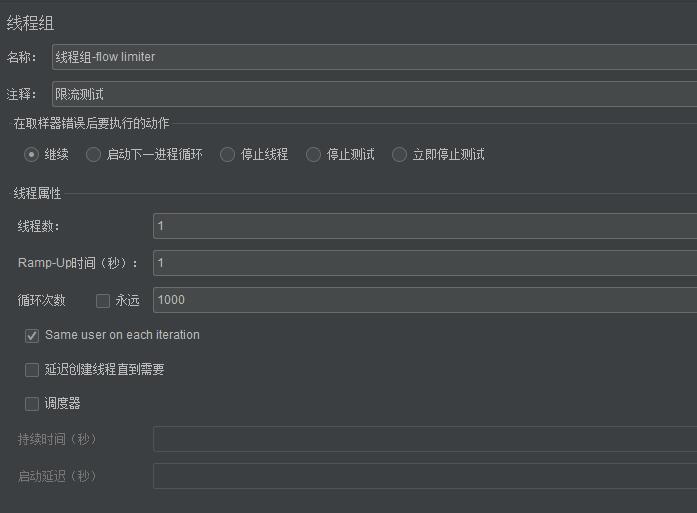 线程组
名称： 线程组-flow limiter
注释： 限流测试
在取样器错误后要执行的动作
继续 启动下一进程循环 停止线程 停止测试 立即停止测试
线程属性
线程数： 1
Ramp-Up时间（秒）： 1
循环次数 永远 1000
Same user on each iteration
延迟创建线程直到需要
调度器
持续时间（秒）
启动延迟（秒）